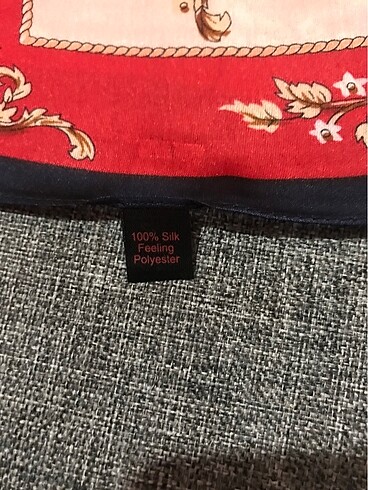 100% Silk
Feeling
Polyester